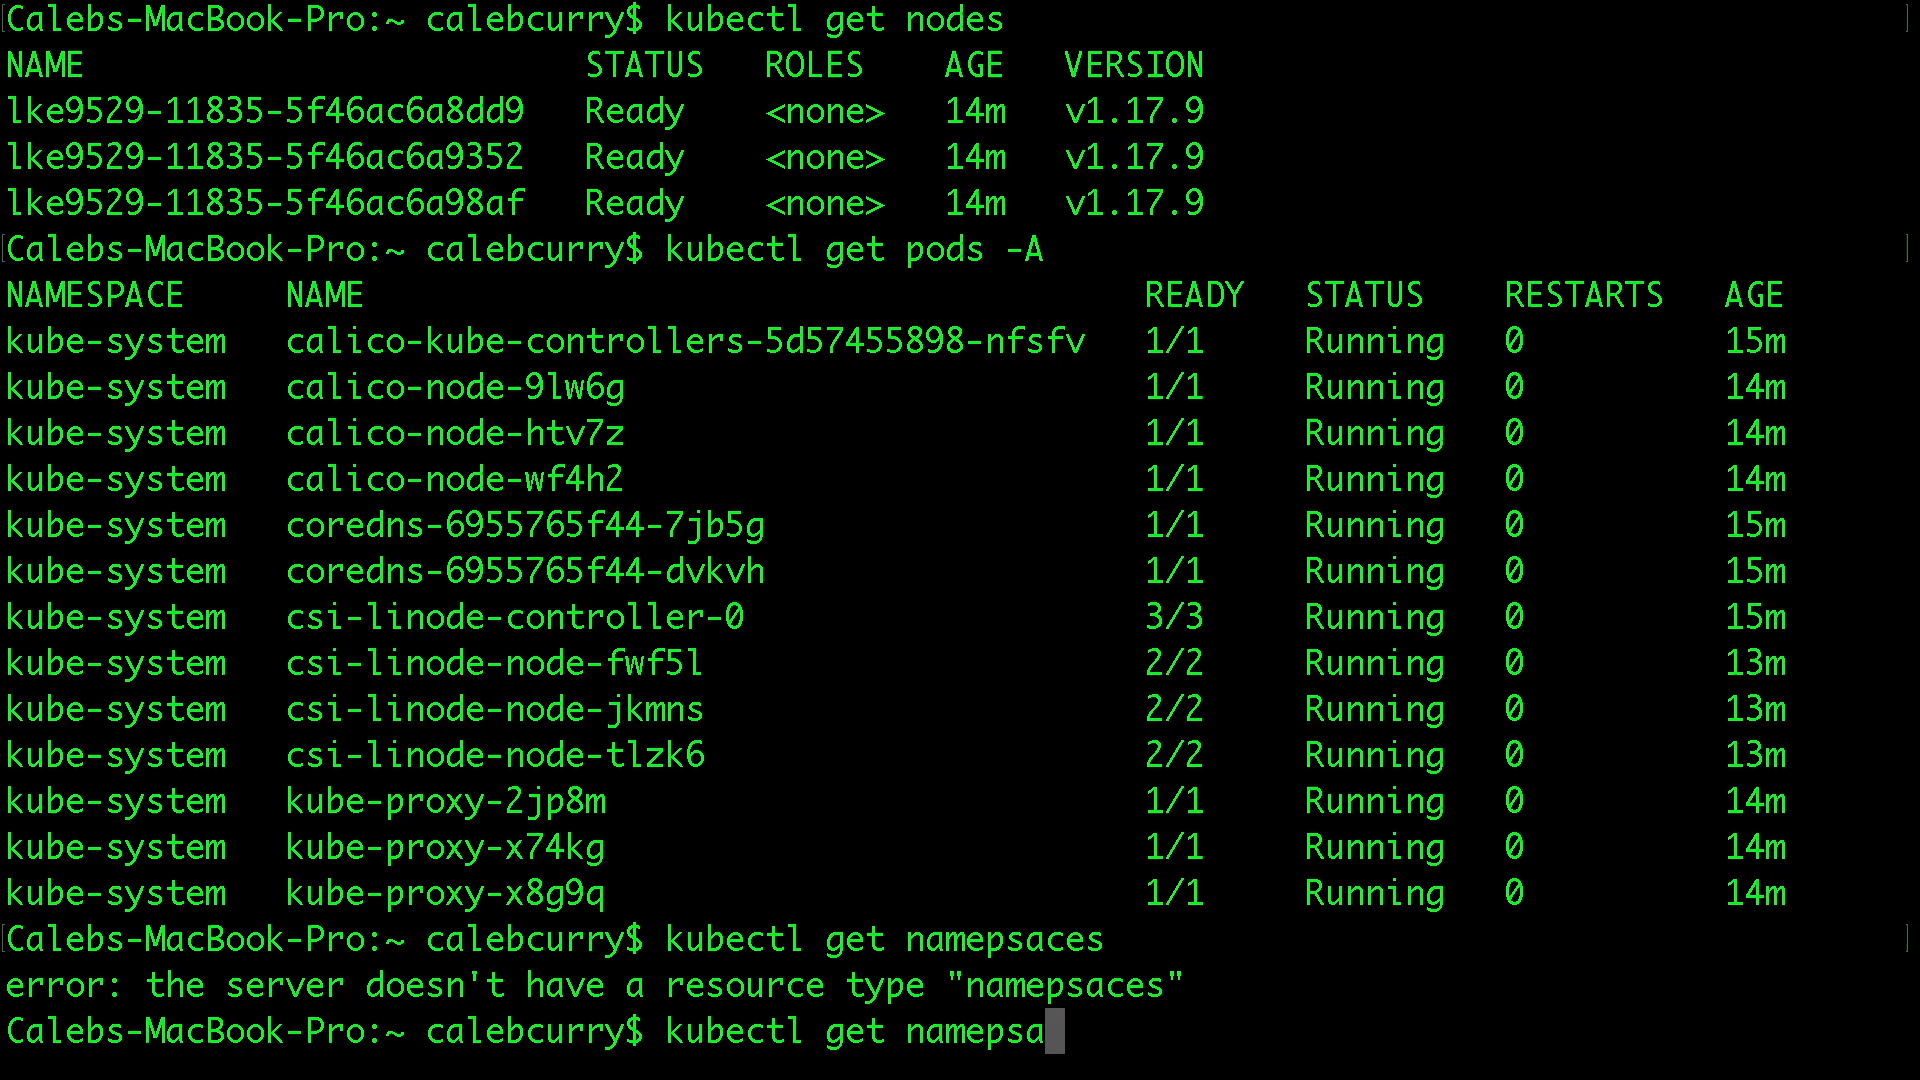 Calebs-MacBook-Pro:~ calebcurry$ kubectl get nodes
NAME STATUS ROLES AGE VERSION
lke9529-11835-5f46ac6a8dd9 Ready <none> 14m v1.17.9
lke9529-11835-5f46ac6a9352 Ready <none> 14m v1.17.9
lke9529-11835-5f46ac6a98af Ready <none> 14m v1.17.9
Calebs-MacBook-Pro:~ calebcurry$ kubectl get pods -A
NAMESPACE NAME READY STATUS RESTARTS AGE
kube-system calico-kube-controllers-5d57455898-nfsfv 1/1 Running 0 15m
kube-system calico-node-9lw6g 1/1 Running 0 14m
kube-system calico-node-htv7z 1/1 Running 0 14m
kube-system calico-node-wf4h2 1/1 Running 0 14m
kube-system coredns-6955765f44-7jb5g 1/1 Running 0 15m
kube-system coredns-6955765f44-dvkvh 1/1 Running 0 15m
kube-system csi-linode-controller-0 3/3 Running 0 15m
kube-system csi-linode-node-fwf5l 2/2 Running 0 13m
kube-system csi-linode-node-jkmns 2/2 Running 0 13m
kube-system csi-linode-node-tlzk6 2/2 Running 0 13m
kube-system kube-proxy-2jp8m 1/1 Running 0 14m
kube-system kube-proxy-x74kg 1/1 Running 0 14m
kube-system kube-proxy-x8g9q 1/1 Running 0 14m
Calebs-MacBook-Pro:~ calebcurry$ kubectl get namepsaces
error: the server doesn't have a resource type "namepsaces"
Calebs-MacBook-Pro:~ calebcurry$ kubectl get namepsa